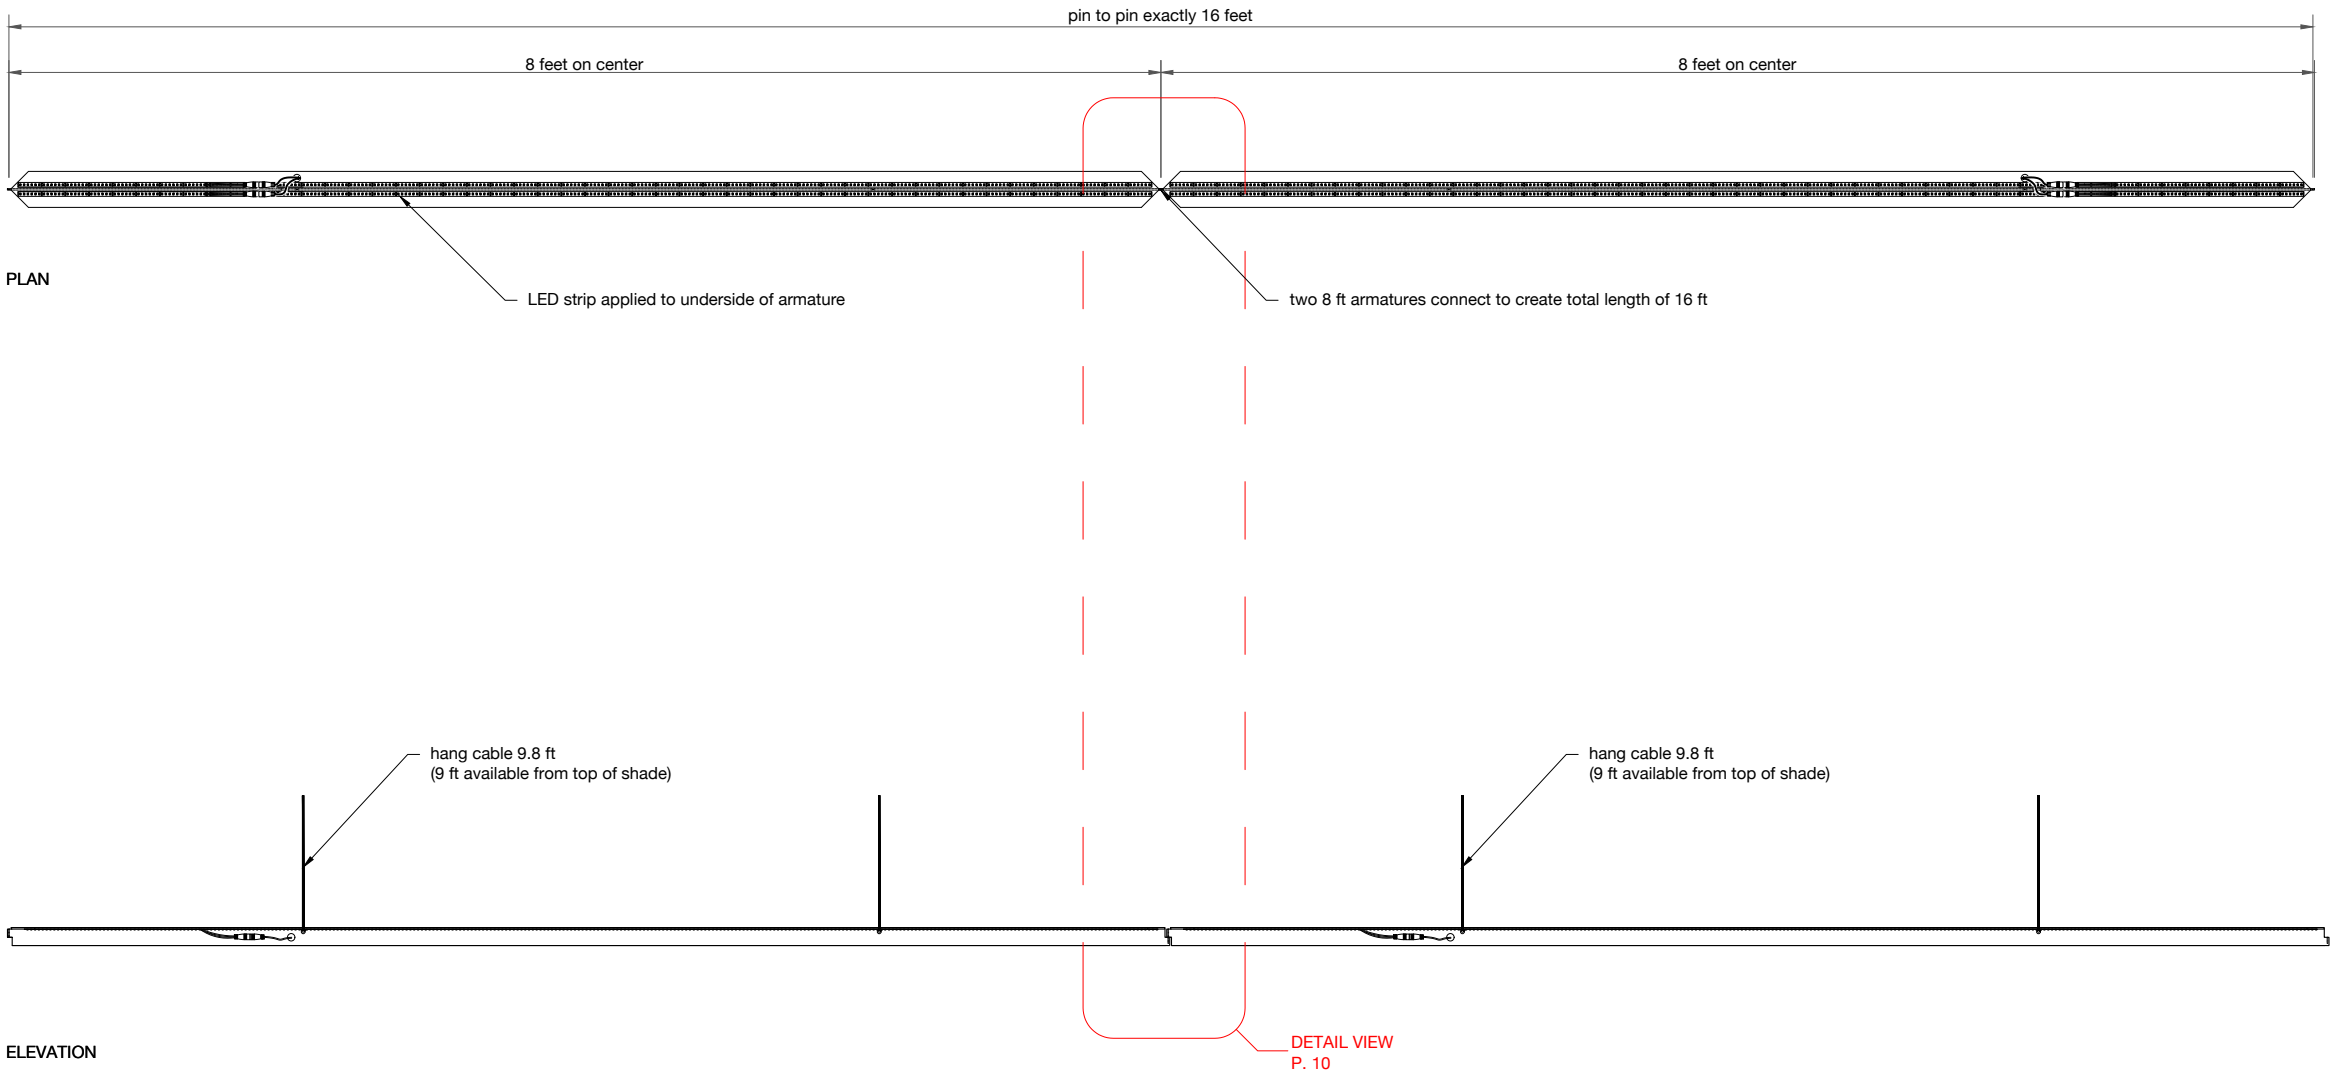 pin to pin exactly 16 feet
8 feet on center
8 feet on center
PLAN
LED strip applied to underside of armature
two 8 ft armatures connect to create total length of 16 ft
hang cable 9.8 ft
(9 ft available from top of shade)
hang cable 9.8 ft
(9 ft available from top of shade)
ELEVATION
DETAIL VIEW
P. 10